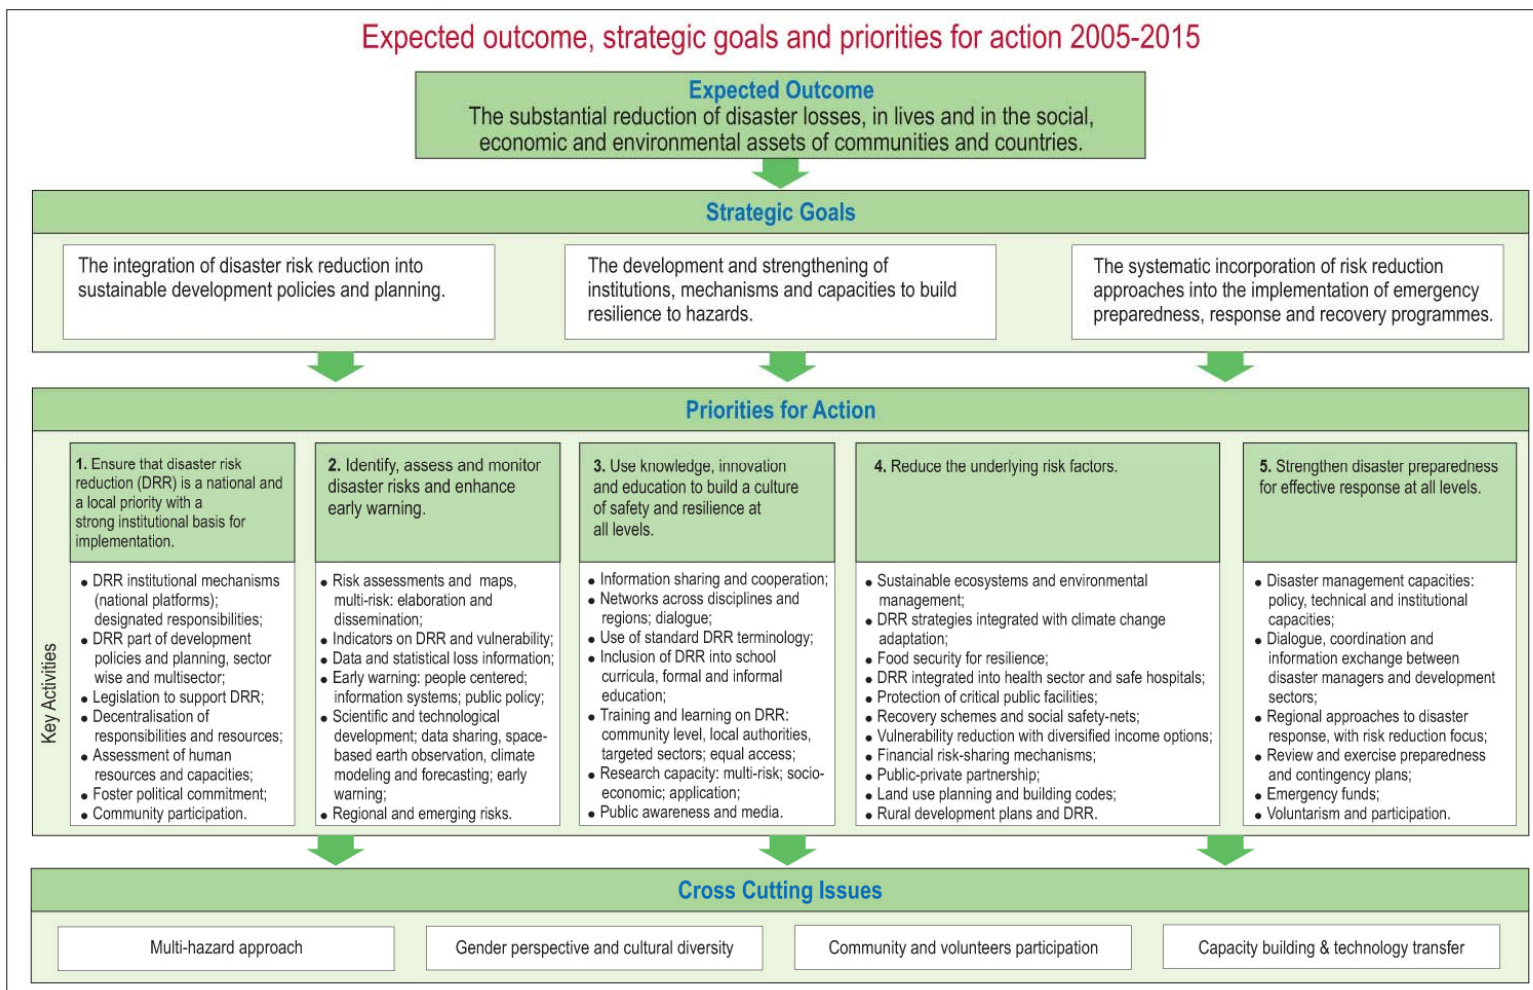 Expected outcome, strategic goals and priorities for action 2005-2015
Expected Outcome
The substantial reduction of disaster losses, in lives and in the social,
economic and environmental assets of communities and countries.
Strategic Goals
The integration of disaster risk reduction into
sustainable development policies and planning.
The development and strengthening of
institutions, mechanisms and capacities to build
resilience to hazards.
The systematic incorporation of risk reduction
approaches into the implementation of emergency
preparedness, response and recovery programmes.
Priorities for Action
Key Activities
1. Ensure that disaster risk
reduction (DRR) is a national and
a local priority with a
strong institutional basis for
implementation.
• DRR institutional mechanisms
(national platforms);
designated responsibilities;
• DRR part of development
policies and planning, sector
wise and multisector;
• Legislation to support DRR;
• Decentralisation of
responsibilities and resources;
• Assessment of human
resources and capacities;
• Foster political commitment;
• Community participation.
2. Identify, assess and monitor
disaster risks and enhance
early warning.
• Risk assessments and maps,
multi-risk: elaboration and
dissemination;
• Indicators on DRR and vulnerability;
• Data and statistical loss information;
• Early warning: people centered;
information systems; public policy;
• Scientific and technological
development; data sharing, space-
based earth observation, climate
modeling and forecasting; early
warning;
• Regional and emerging risks.
3. Use knowledge, innovation
and education to build a culture
of safety and resilience at
all levels.
• Information sharing and cooperation;
• Networks across disciplines and
regions; dialogue;
• Use of standard DRR terminology;
• Inclusion of DRR into school
curricula, formal and informal
education;
• Training and learning on DRR:
community level, local authorities,
targeted sectors; equal access;
• Research capacity: multi-risk; socio-
economic; application;
• Public awareness and media.
4. Reduce the underlying risk factors.
• Sustainable ecosystems and environmental
management;
• DRR strategies integrated with climate change
adaptation;
• Food security for resilience;
• DRR integrated into health sector and safe hospitals;
• Protection of critical public facilities;
• Recovery schemes and social safety-nets;
• Vulnerability reduction with diversified income options;
• Financial risk-sharing mechanisms;
• Public-private partnership;
• Land use planning and building codes;
• Rural development plans and DRR.
5. Strengthen disaster preparedness
for effective response at all levels.
• Disaster management capacities:
policy, technical and institutional
capacities;
• Dialogue, coordination and
information exchange between
disaster managers and development
sectors;
• Regional approaches to disaster
response, with risk reduction focus;
• Review and exercise preparedness
and contingency plans;
• Emergency funds;
• Voluntarism and participation.
Cross Cutting Issues
Multi-hazard approach
Gender perspective and cultural diversity
Community and volunteers participation
Capacity building & technology transfer